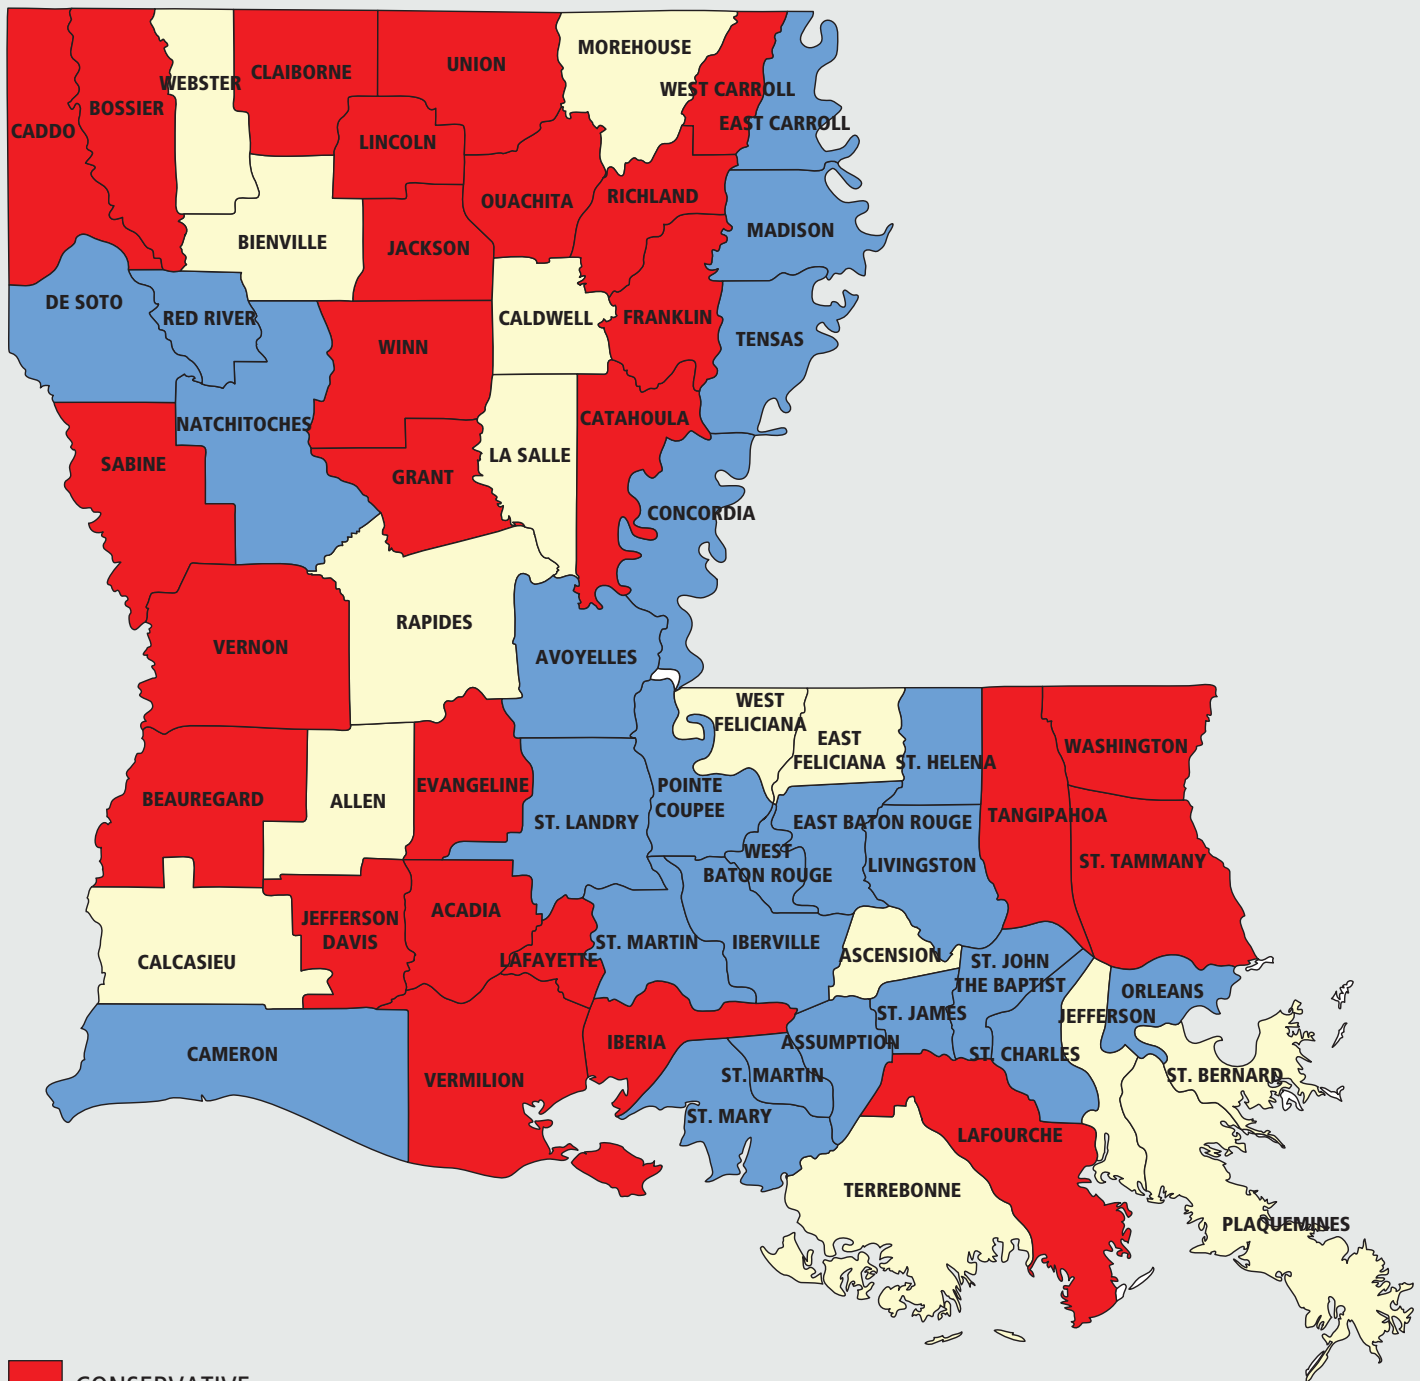 MOREHOUSE
UNION
CLAIBORNE
WEBSTER
WEST CARROLL
BOSSIER
EAST CARROLL
CADDO
LINCOLN
RICHLAND
OUACHITA
MADISON
BIENVILLE
JACKSON
DE SOTO
RED RIVER
CALDWELL
FRANKLIN
TENSAS
WINN
NATCHITOCHES
CATAHOULA
LA SALLE
SABINE
GRANT
CONCORDIA
RAPIDES
VERNON
AVOYELLES
WEST
FELICIANA
EAST
FELICIANA
ST. HELENA
WASHINGTON
EVANGELINE
POINTE
COUPEE
BEAUREGARD
ALLEN
ST. LANDRY
EAST BATON ROUGE
TANGIPAHOA
WEST
BATON ROUGE
LIVINGSTON
ST. TAMMANY
JEFFERSON
DAVIS
ACADIA
LAFAYETTE
ST. MARTIN
IBERVILLE
ASCENSION
CALCASIEU
ST. JOHN
THE BAPTIST
ORLEANS
ST. JAMES
JEFFERSON
IBERIA
ASSUMPTION
CAMERON
ST. CHARLES
VERMILION
ST. MARTIN
ST. BERNARD
ST. MARY
LAFOURCHE
TERREBONNE
PLAQUEMINES
CONSERVATIVE